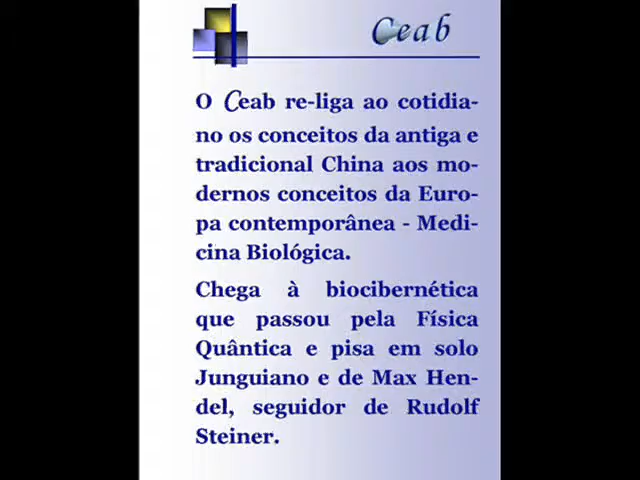 Ceab
O Ceab re-liga ao cotidia-
no os conceitos da antiga e
tradicional China aos mo-
dernos conceitos da Euro-
pa contemporânea - Medi-
cina Biológica.
Chega à biocibernética
que passou pela Física
Quântica e pisa em solo
Junguiano e de Max Hen-
del, seguidor de Rudolf
Steiner.